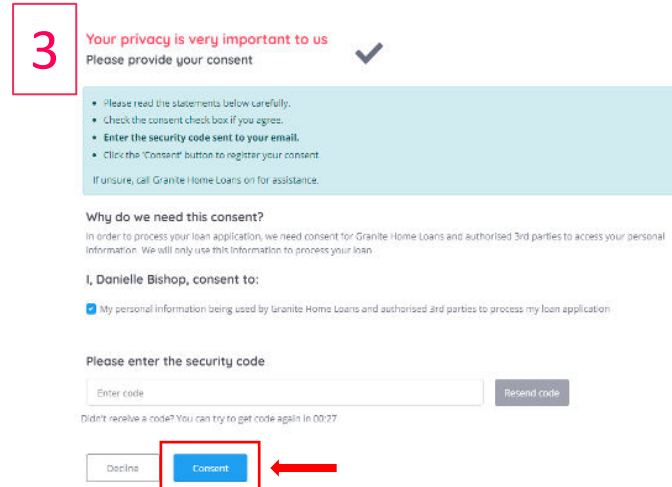 3
Your privacy is very important to us
Please provide your consent
• Please read the statements below carefully.
• Check the consent check box if you agree.
• Enter the security code sent to your email.
• Click the 'Consent' button to register your consent
If unsure, call Granite Home Loans on for assistance.
Why do we need this consent?
In order to process your loan application, we need consent for Granite Home Loans and authorised 3rd parties to access your personal
information. We will only use this information to process your loan
I, Danielle Bishop, consent to:
My personal information being used by Granite Home Loans and authorised 3rd parties to process my loan application
Please enter the security code
Enter code
Resend code
Didn't receive a code? You can try to get code again in 00:27
Decline
Consent